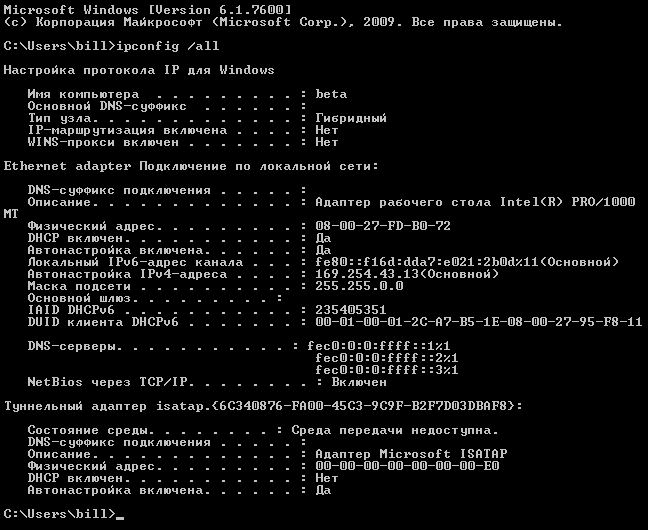 Microsoft Windows [Version 6.1.7600]
(c) Корпорация Майкрософт (Microsoft Corp.), 2009. Все права защищены.
C:\Users\bill>ipconfig /all
Настройка протокола IP для Windows
Имя компьютера . . . . . . . . . : beta
Основной DNS-суффикс . . . . . . :
Тип узла. . . . . . . . . . . . . : Гибридный
IP-маршрутизация включена . . . . : Нет
WINS-прокси включен . . . . . . . : Нет
Ethernet adapter Подключение по локальной сети:
DNS-суффикс подключения . . . . . :
Описание. . . . . . . . . . . . . : Адаптер рабочего стола Intel(R) PRO/1000
MT
Физический адрес. . . . . . . . . : 08-00-27-FD-B0-72
DHCP включен. . . . . . . . . . . : Да
Автонастройка включена. . . . . . : Да
Локальный IPv6-адрес канала . . . : fe80::f16d:dda7:e021:2b0d%11(Основной)
Автонастройка IPv4-адреса . . . . : 169.254.43.13(Основной)
Маска подсети . . . . . . . . . . : 255.255.0.0
Основной шлюз. . . . . . . . . :
IAID DHCPv6 . . . . . . . . . . . : 235405351
DUID клиента DHCPv6 . . . . . . . : 00-01-00-01-2C-A7-B5-1E-08-00-27-95-F8-11
DNS-серверы. . . . . . . . . . . : fec0:0:0:ffff::1%1
fec0:0:0:ffff::2%1
fec0:0:0:ffff::3%1
NetBios через TCP/IP. . . . . . . . : Включен
Туннельный адаптер isatap.{6C340876-FA00-45C3-9C9F-B2F7D03DBAF8}:
Состояние среды. . . . . . . . : Среда передачи недоступна.
DNS-суффикс подключения . . . . . :
Описание. . . . . . . . . . . . . : Адаптер Microsoft ISATAP
Физический адрес. . . . . . . . . : 00-00-00-00-00-00-00-E0
DHCP включен. . . . . . . . . . . : Нет
Автонастройка включена. . . . . . : Да
C:\Users\bill>_